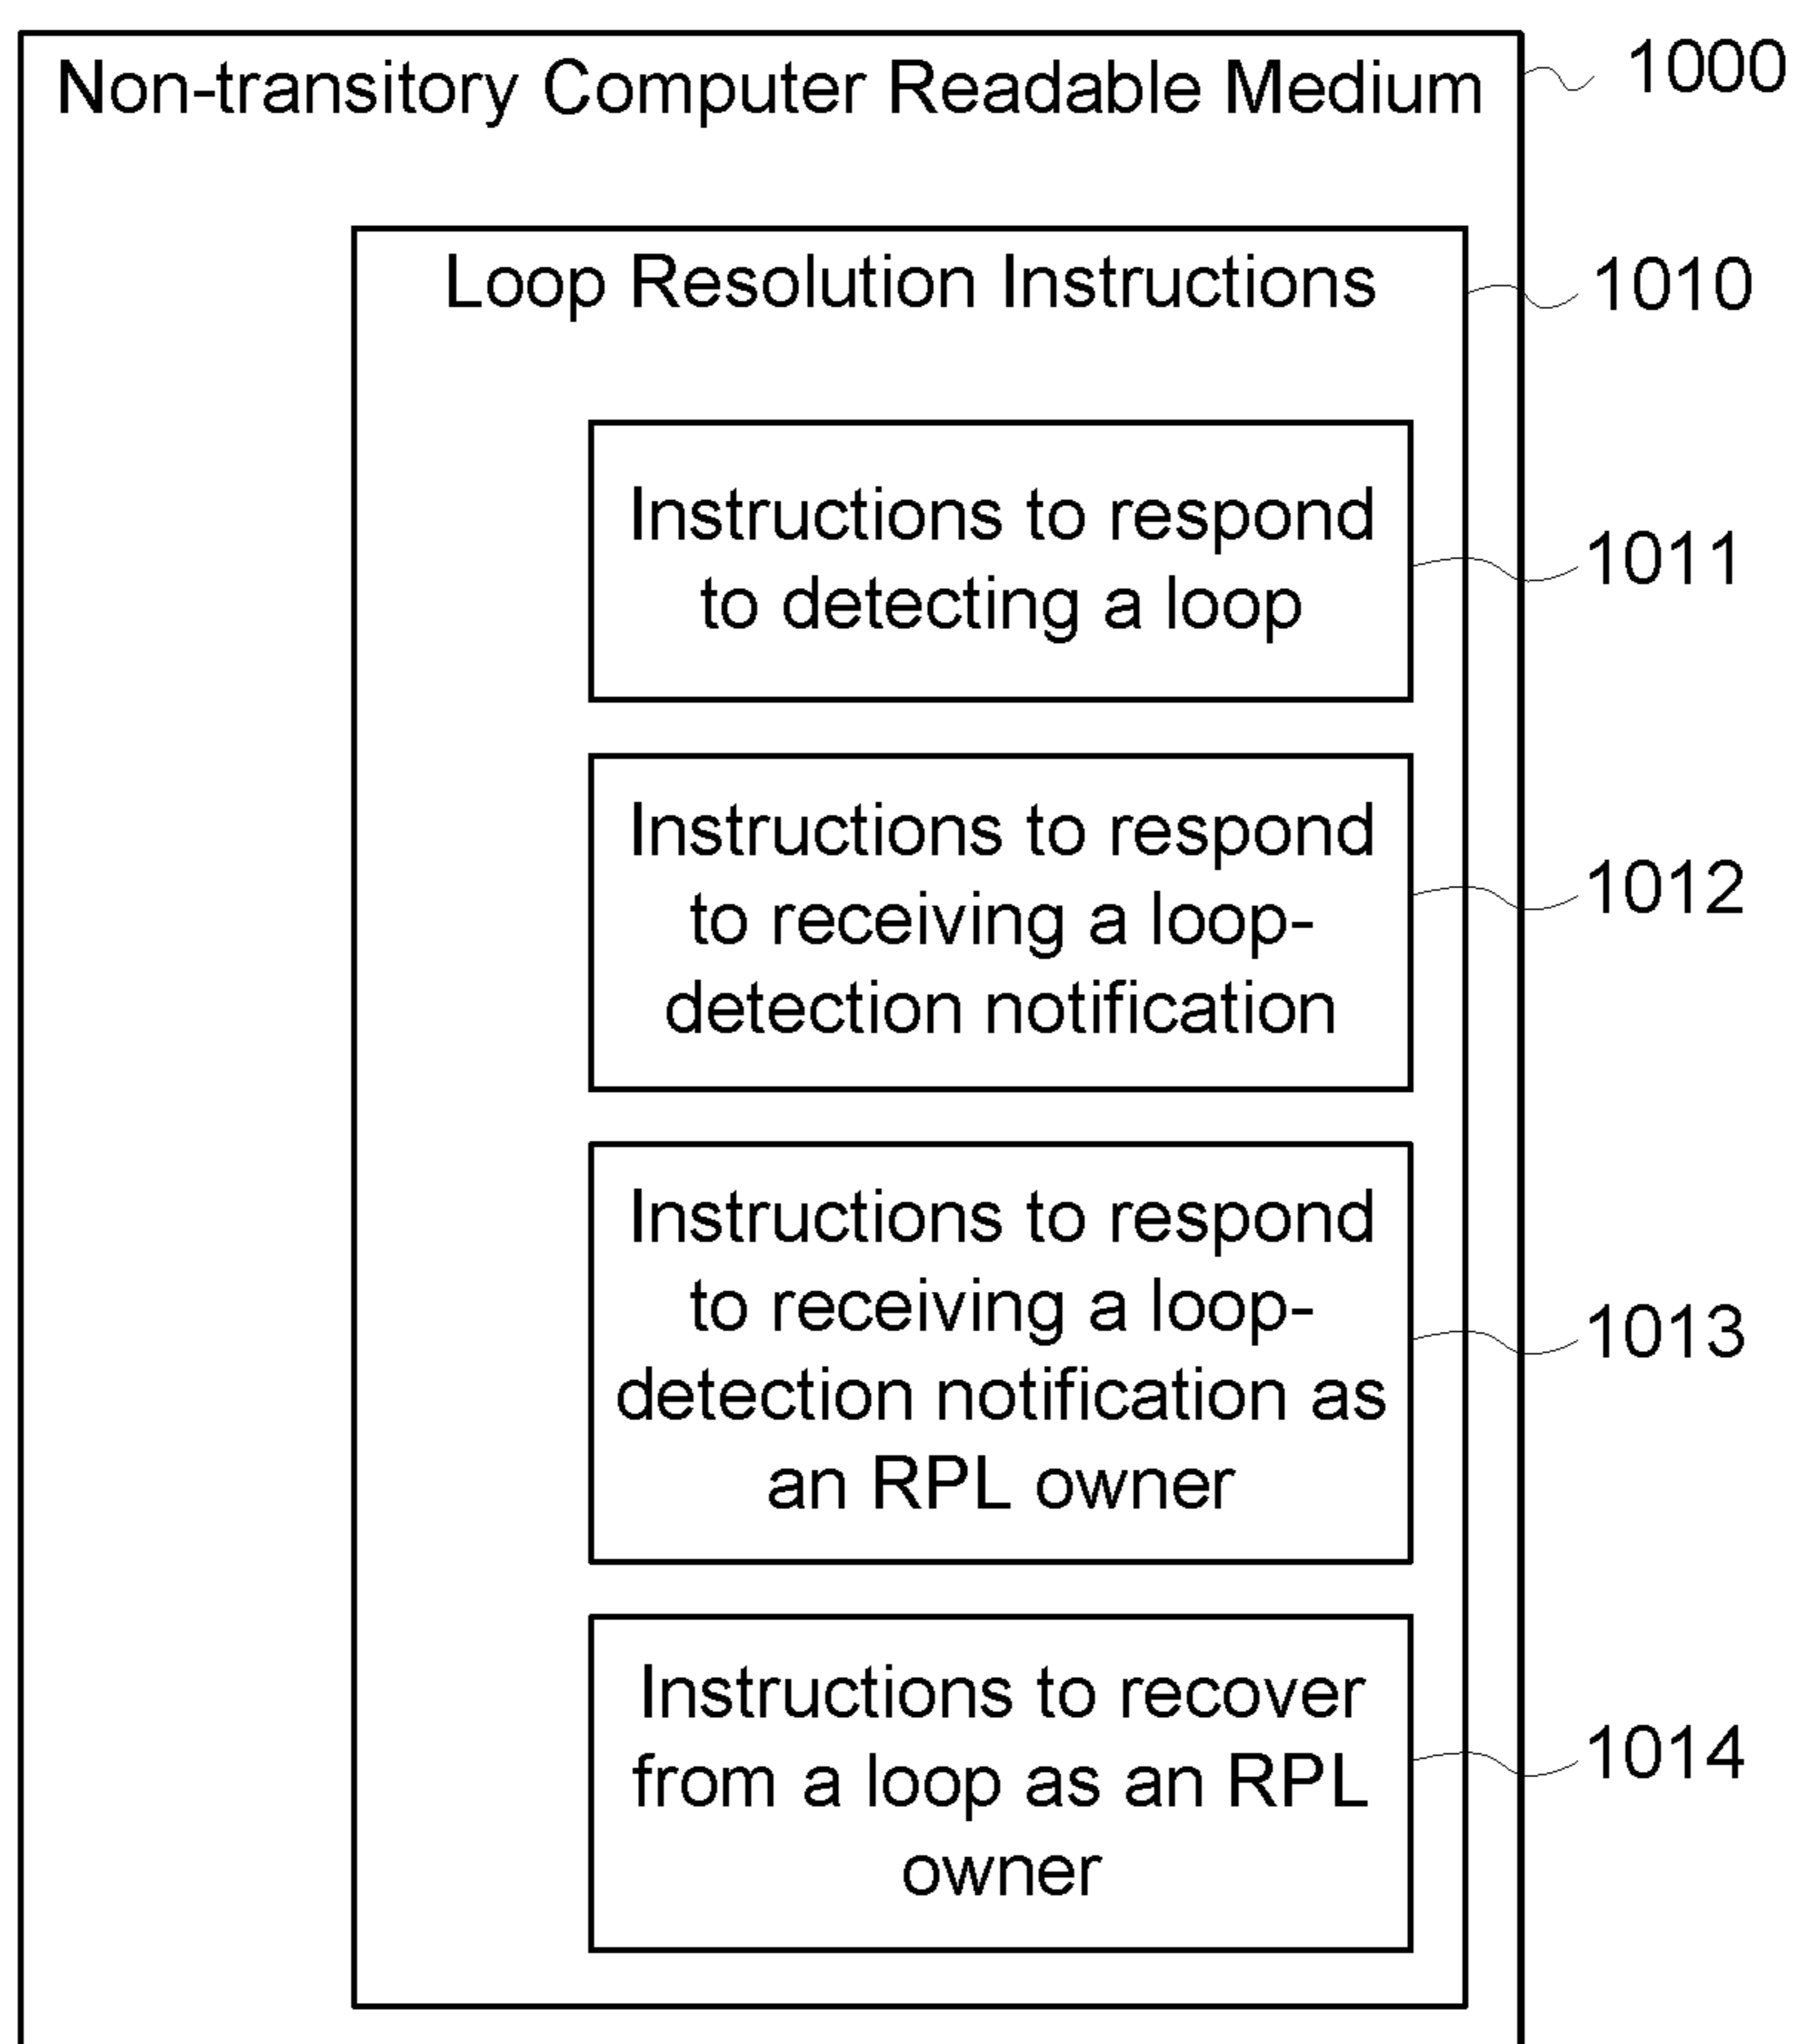 Non-transitory Computer Readable Medium
1000
Loop Resolution Instructions
1010
Instructions to respond
to detecting a loop
1011
Instructions to respond
to receiving a loop-
detection notification
1012
Instructions to respond
to receiving a loop-
detection notification as
an RPL owner
1013
Instructions to recover
from a loop as an RPL
owner
1014